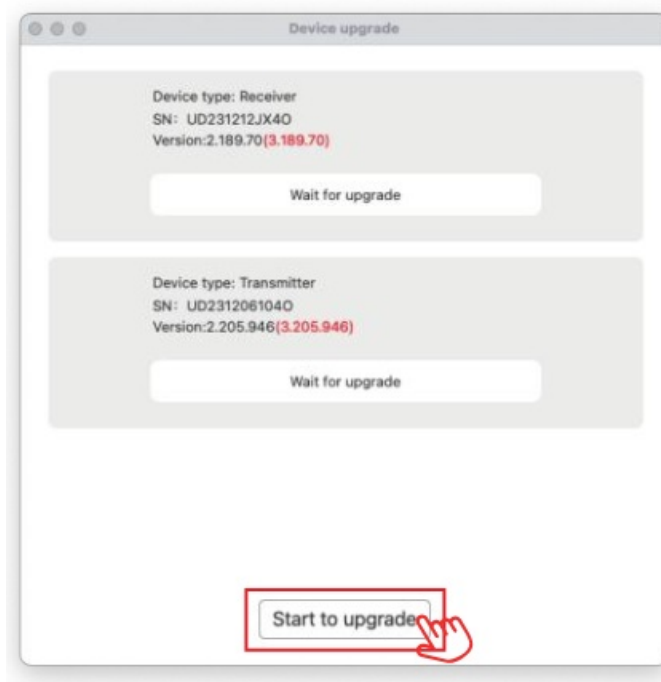 Device upgrade
Device type: Receiver
SN: UD231212JX4O
Version:2.189.70(3.189.70)
Wait for upgrade
Device type: Transmitter
SN: UD231206104O
Version:2.205.946(3.205.946)
Wait for upgrade
Start to upgrade